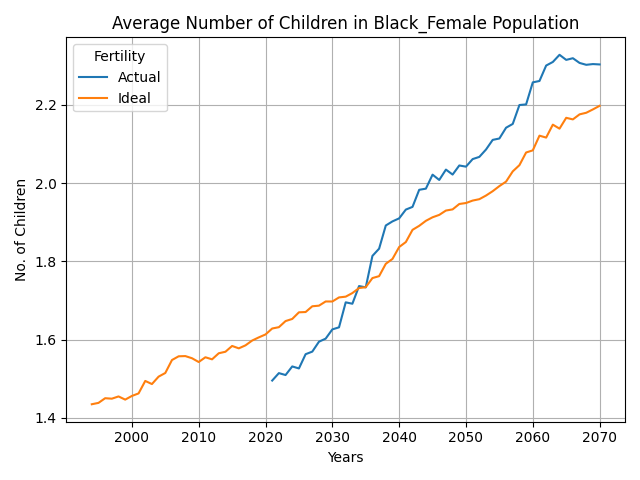 Average Number of Children in Black_Female Population
Fertility
Actual
Ideal
No. of Children
2.2
2.0
1.8
1.6
1.4
2000 2010 2020 2030 2040 2050 2060 2070
Years